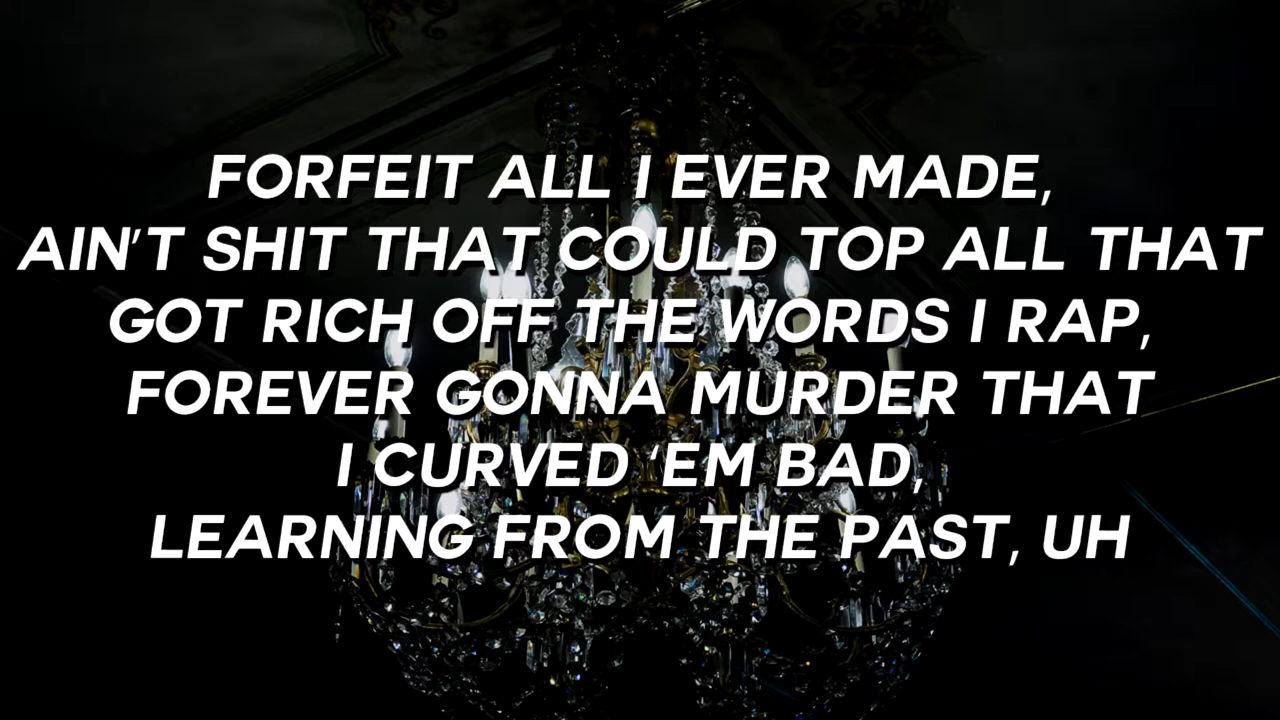 FORFEIT ALL I EVER MADE,
AIN'T SHIT THAT COULD TOP ALL THAT
GOT RICH OFF THE WORDS I RAP,
FOREVER GONNA MURDER THAT
I CURVED ‘EM BAD,
LEARNING FROM THE PAST, UH